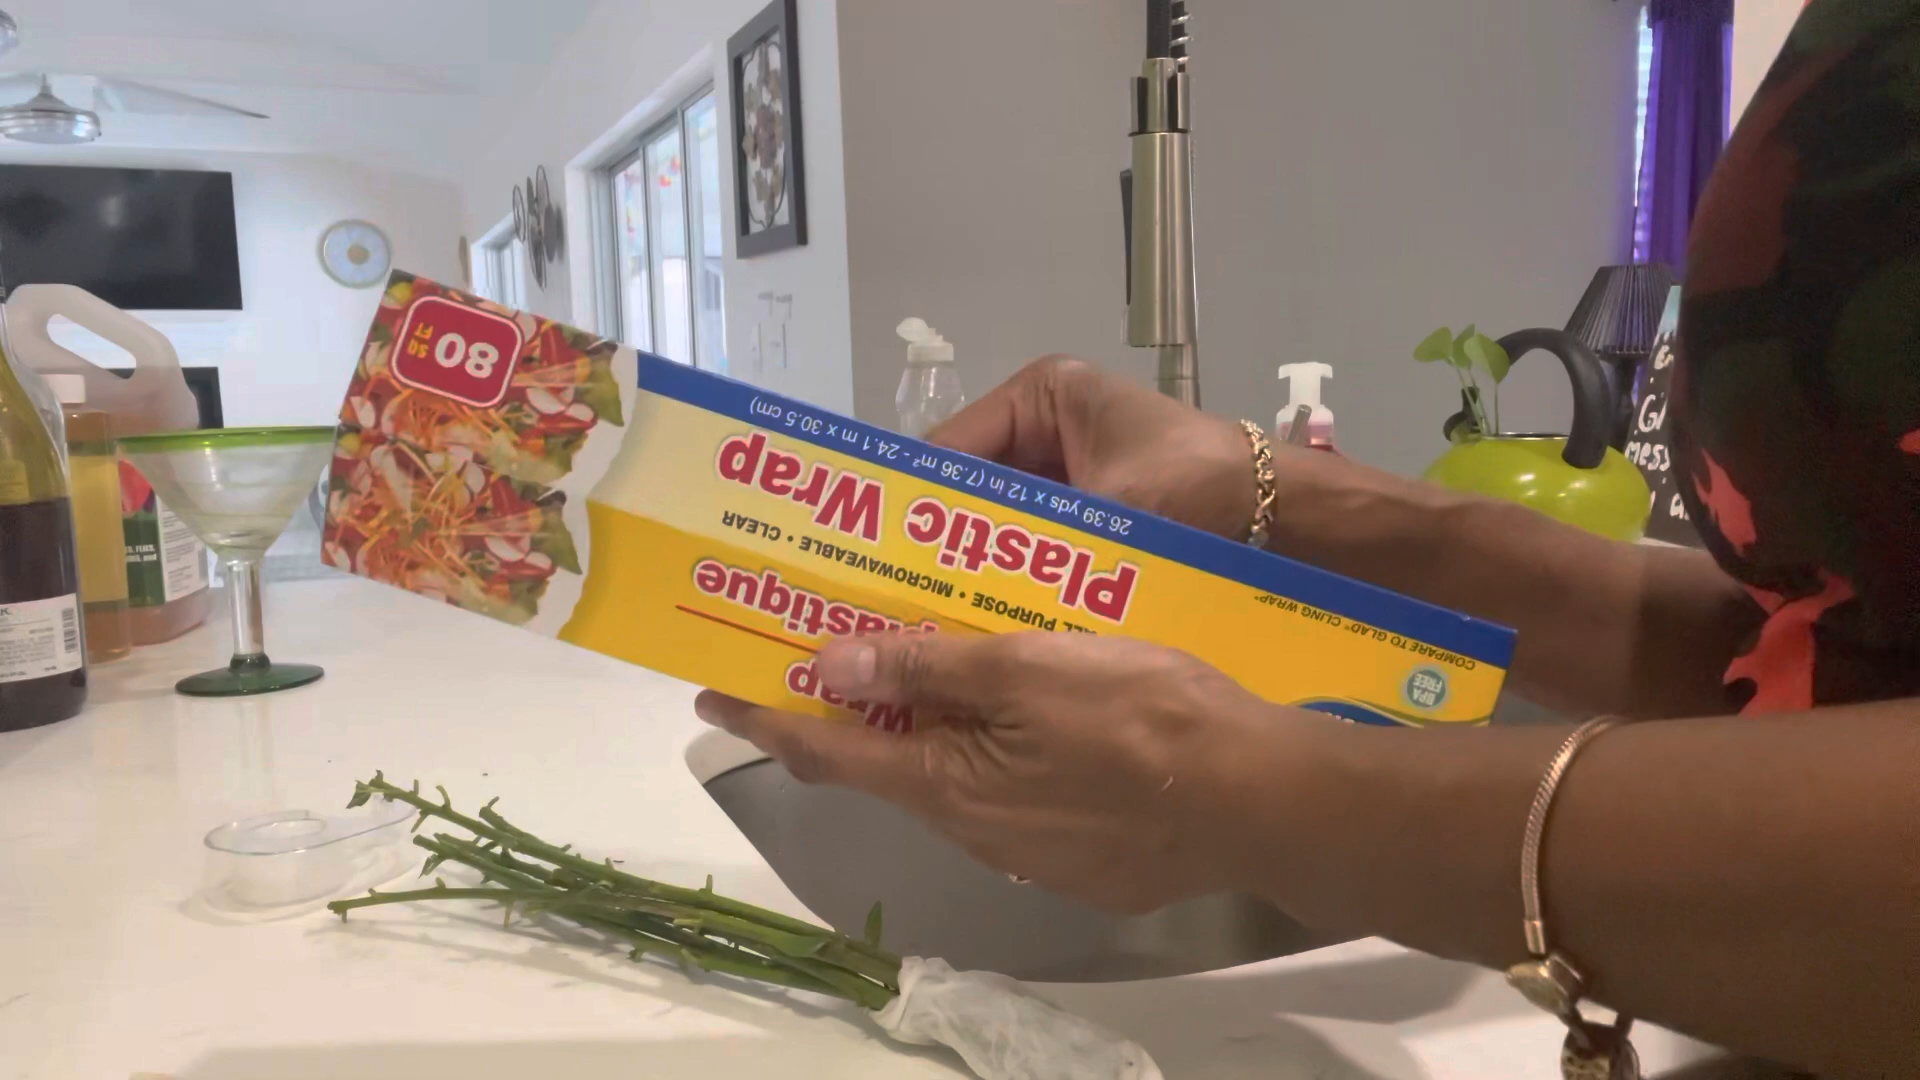 80
SQ
FT
26.39 yds x 12 in (7.36 m² - 24.1 m x 30.5 cm)
COMPARE TO GLAD® CLING WRAP*
Plastic Wrap
ALL PURPOSE • MICROWAVEABLE • CLEAR
BPA
FREE
plastique
Wrap